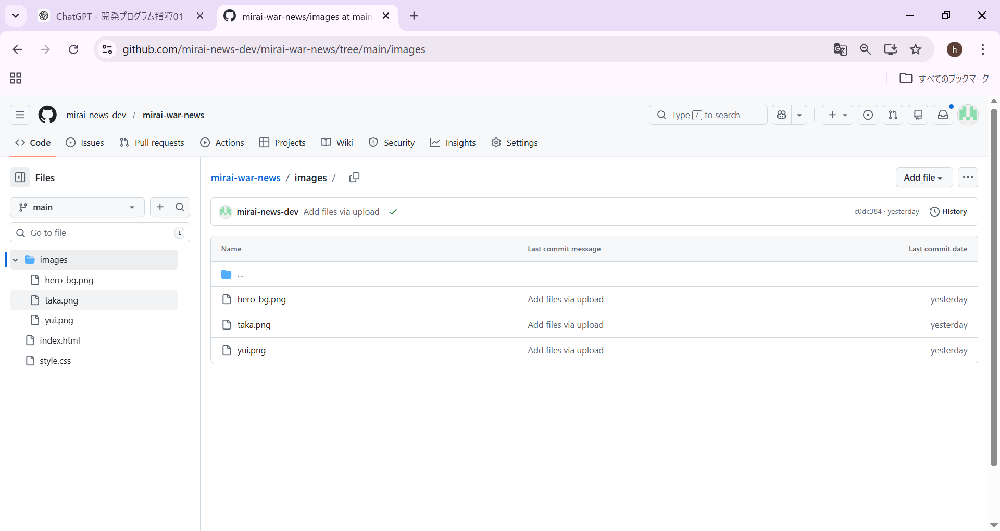 ChatGPT - 開発プログラム指導01
mirai-war-news/images at main
github.com/mirai-news-dev/mirai-war-news/tree/main/images
h
すべてのブックマーク
mirai-news-dev / mirai-war-news
Type / to search
Code
Issues
Pull requests
Actions
Projects
Wiki
Security
Insights
Settings
Files
mirai-war-news / images /
Add file
main
mirai-news-dev Add files via upload
c0dc384 · yesterday
History
Go to file
t
Name
Last commit message
Last commit date
images
..
hero-bg.png
hero-bg.png
Add files via upload
yesterday
taka.png
taka.png
Add files via upload
yesterday
yui.png
yui.png
Add files via upload
yesterday
index.html
style.css